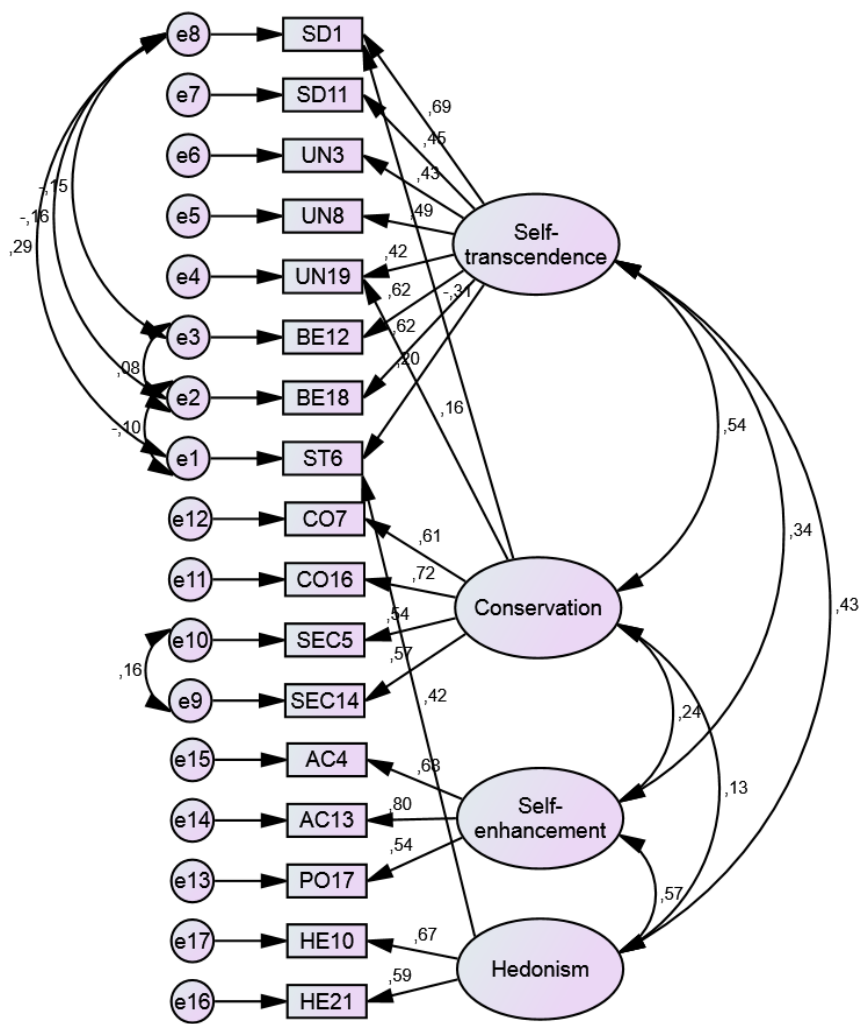 e8 SD1
,69
e7 SD11
,45
e6 UN3
,43
-,15
e5 UN8
,49
-,16
Self-
transcendence
,29
e4 UN19
,42
,62
-,31
e3 BE12
,62
,20
,08
e2 BE18
,16
-,10
,54
e1 ST6
e12 CO7
,61
,34
e11 CO16
,72
Conservation
,43
,54
e10 SEC5
,57
,16
e9 SEC14
,42
,24
e15 AC4
,68
,13
Self-
enhancement
e14 AC13
,80
,54
e13 PO17
,57
e17 HE10
,67
Hedonism
,59
e16 HE21